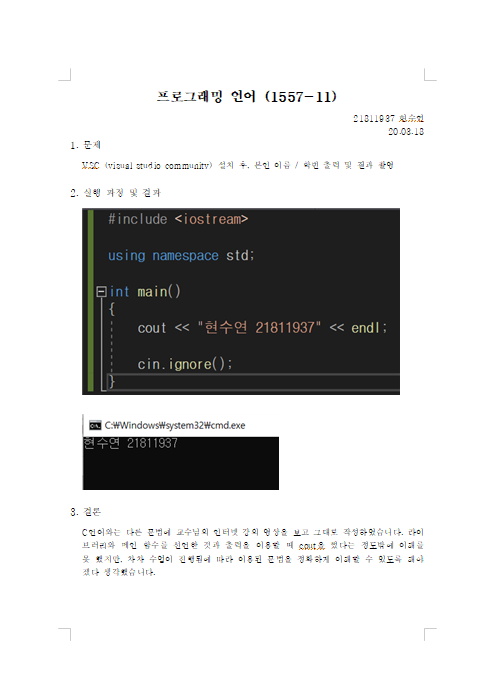 프로그래밍 언어 (1557-11)
21811937 현수연
20.03.18
1. 문제
VSC (visual studio community) 설치 후, 본인 이름 / 학번 출력 및 결과 촬영
2. 실행 과정 및 결과
#include <iostream>
using namespace std;
int main()
{
cout << "현수연 21811937" << endl;
cin.ignore();
}
C:₩Windows₩system32₩cmd.exe
현수연 21811937
3. 결론
C언어와는 다른 문법에 교수님의 인터넷 강의 영상을 보고 그대로 작성하였습니다. 라이
브러리와 메인 함수를 선언한 것과 출력을 이용할 때 cout을 썼다는 정도밖에 이해를
못 했지만, 차차 수업이 진행됨에 따라 이용된 문법을 정확하게 이해할 수 있도록 해야
겠다 생각했습니다.